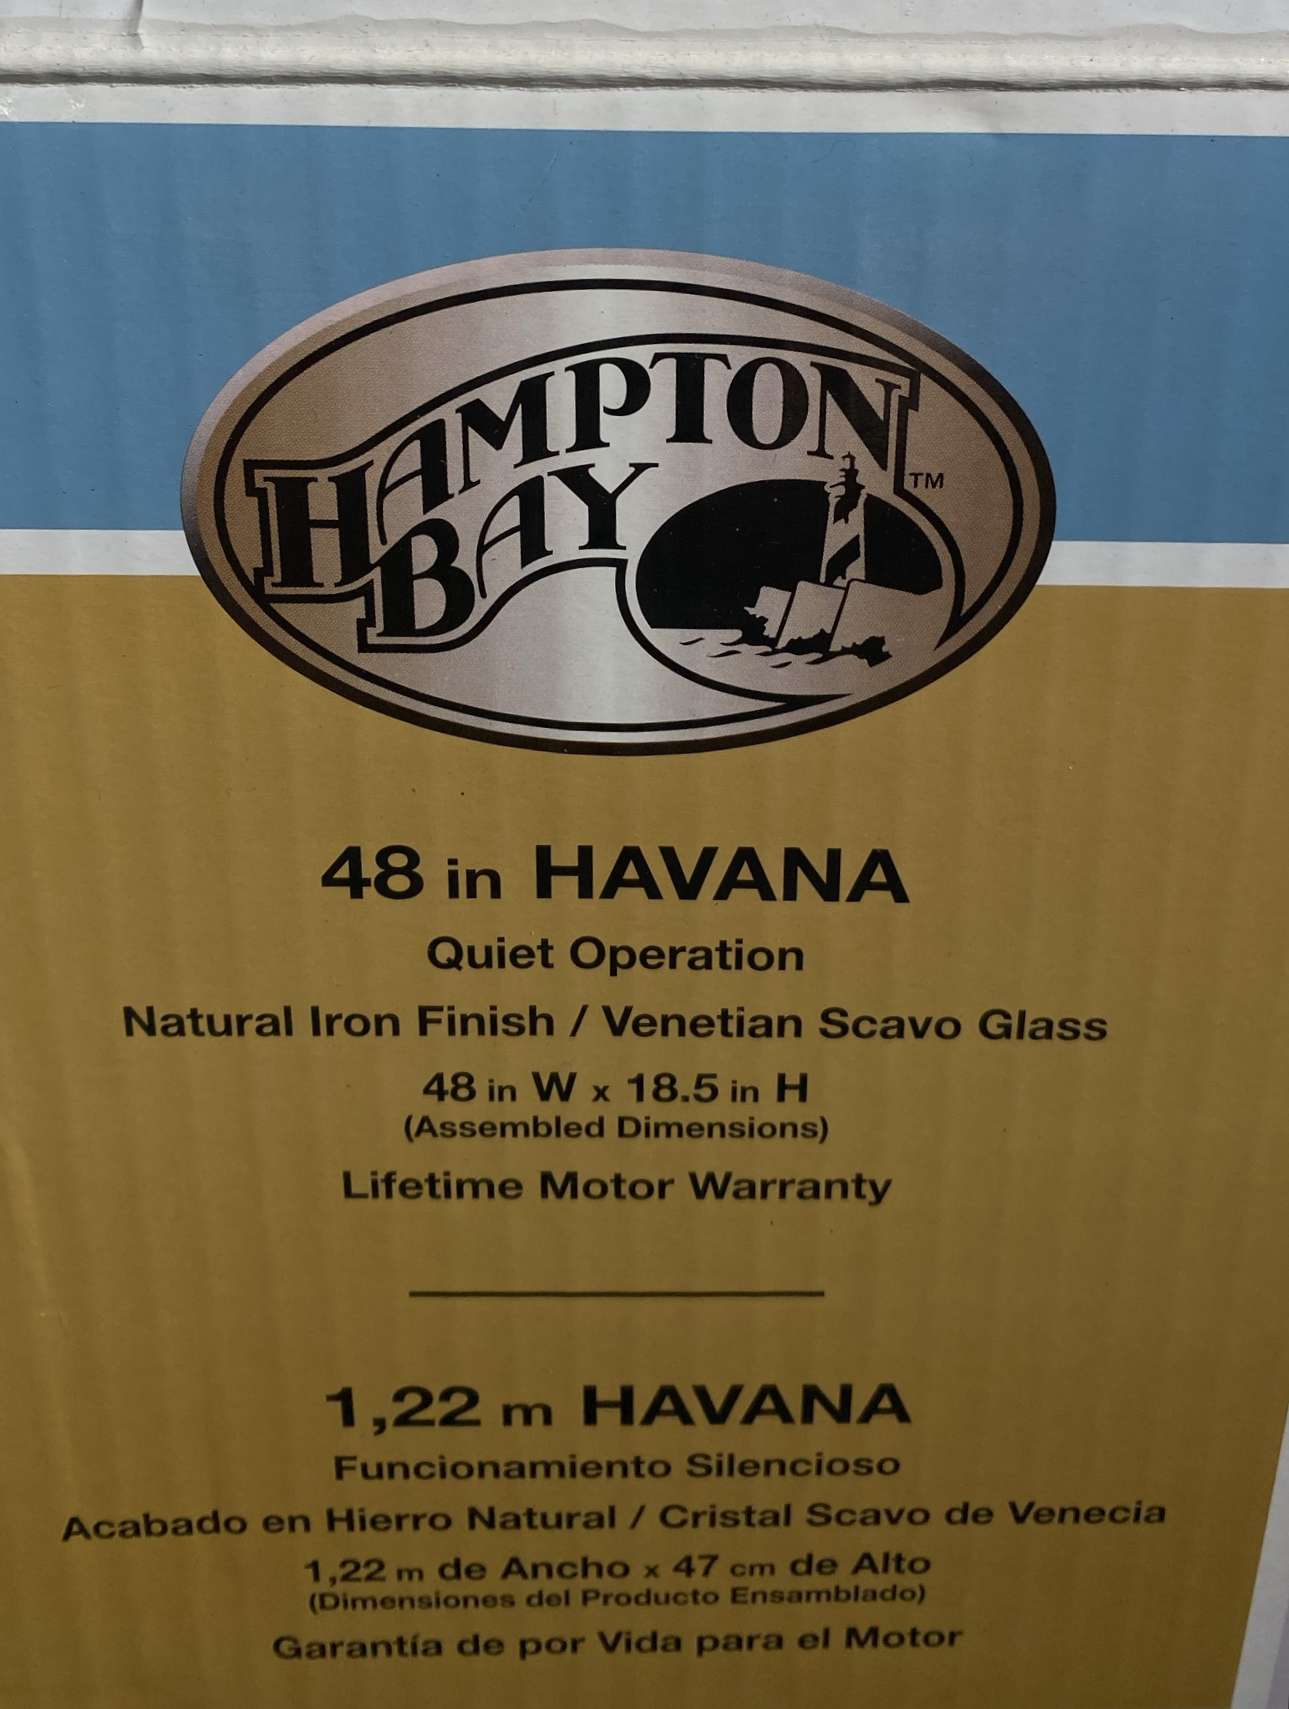 HAMPTON
BAY
TM
48 in HAVANA
Quiet Operation
Natural Iron Finish / Venetian Scavo Glass
48 in W x 18.5 in H
(Assembled Dimensions)
Lifetime Motor Warranty
1,22 m HAVANA
Funcionamiento Silencioso
Acabado en Hierro Natural / Cristal Scavo de Venecia
1,22 m de Ancho x 47 cm de Alto
(Dimensiones del Producto Ensamblado)
Garantía de por Vida para el Motor